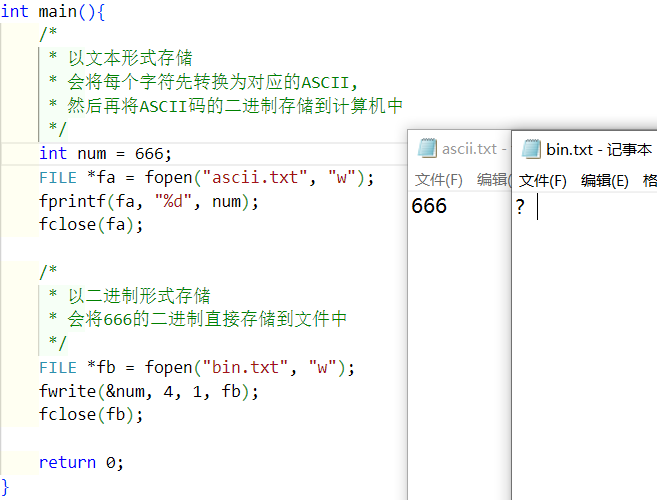 int main(){
/*
* 以文本形式存储
* 会将每个字符先转换为对应的ASCII,
* 然后再将ASCII码的二进制存储到计算机中
*/
int num = 666;
FILE *fa = fopen("ascii.txt", "w");
fprintf(fa, "%d", num);
fclose(fa);
/*
* 以二进制形式存储
* 会将666的二进制直接存储到文件中
*/
FILE *fb = fopen("bin.txt", "w");
fwrite(&num, 4, 1, fb);
fclose(fb);
return 0;
}
ascii.txt -
文件(F) 编辑(
666
bin.txt - 记事本
文件(F) 编辑(E) 格
?